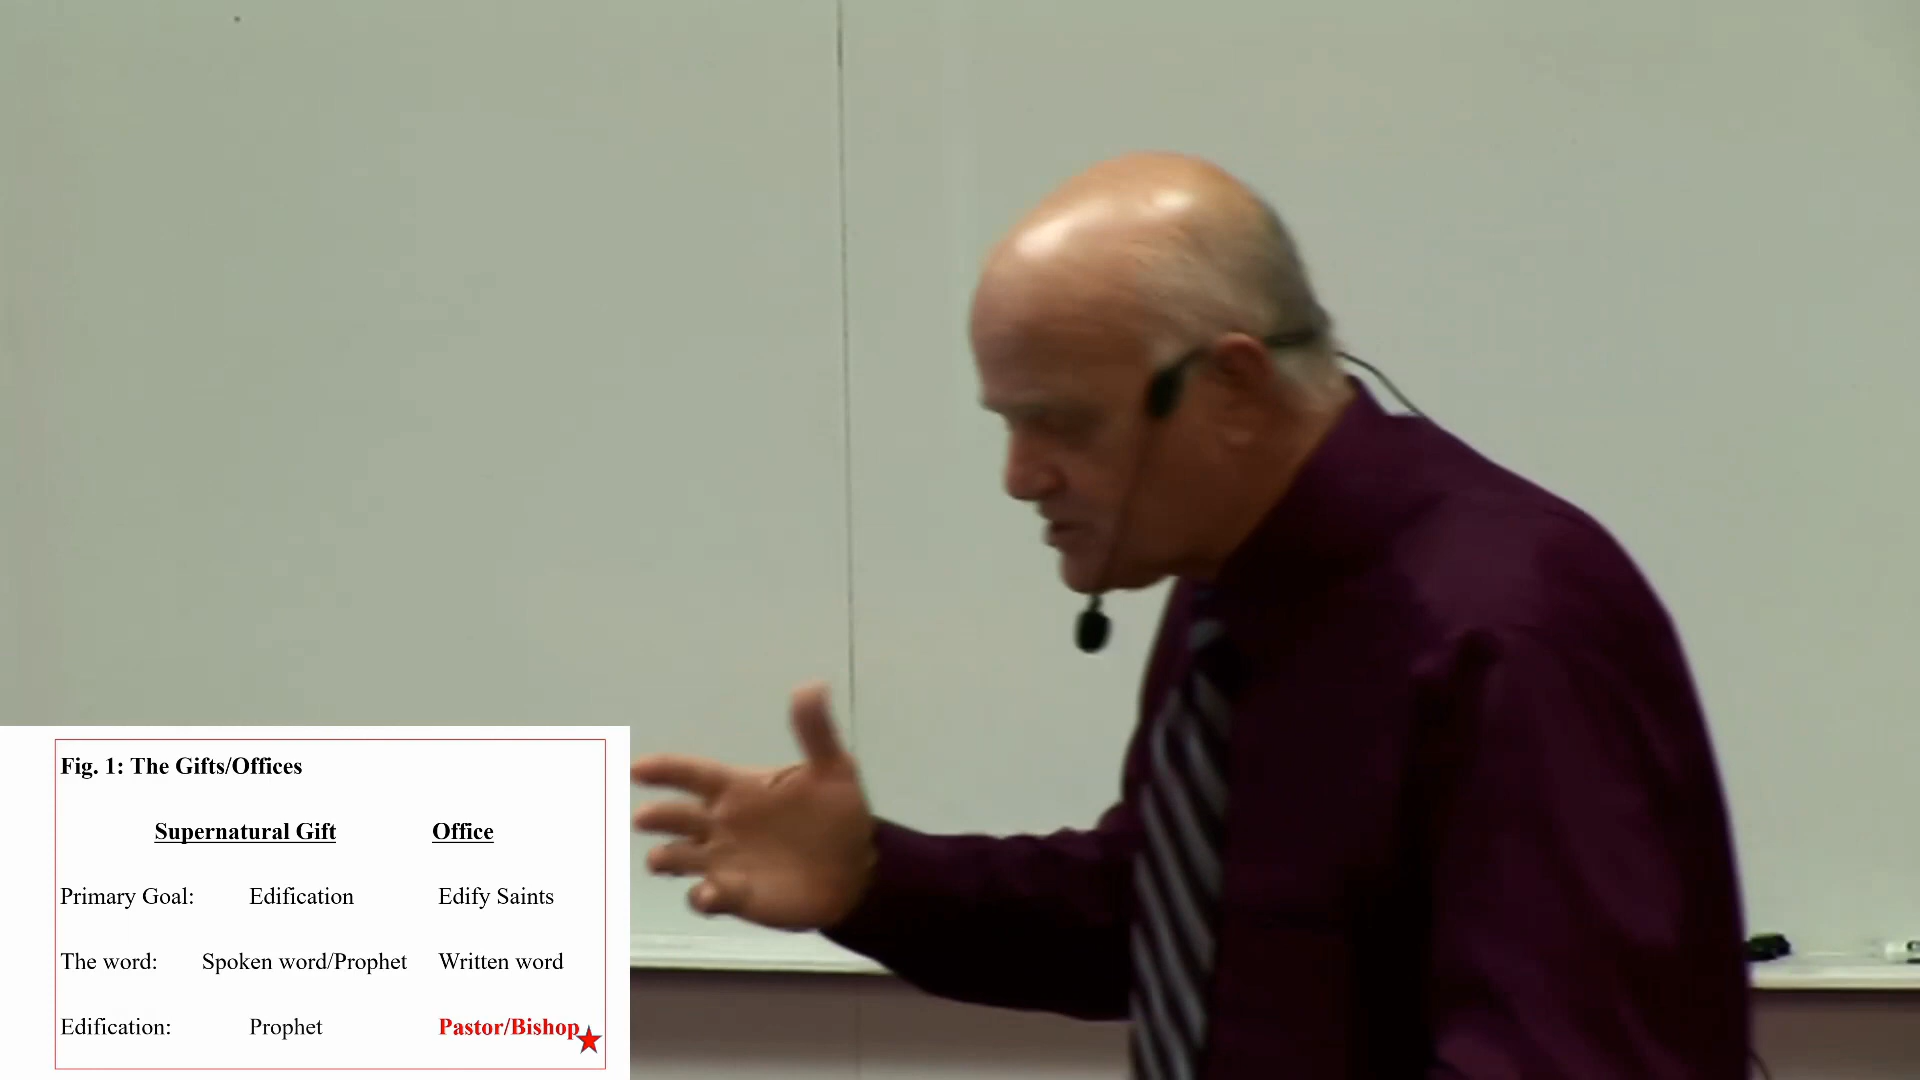 Fig. 1: The Gifts/Offices
Supernatural Gift Office
Primary Goal: Edification Edify Saints
The word: Spoken word/Prophet Written word
Edification: Prophet Pastor/Bishop